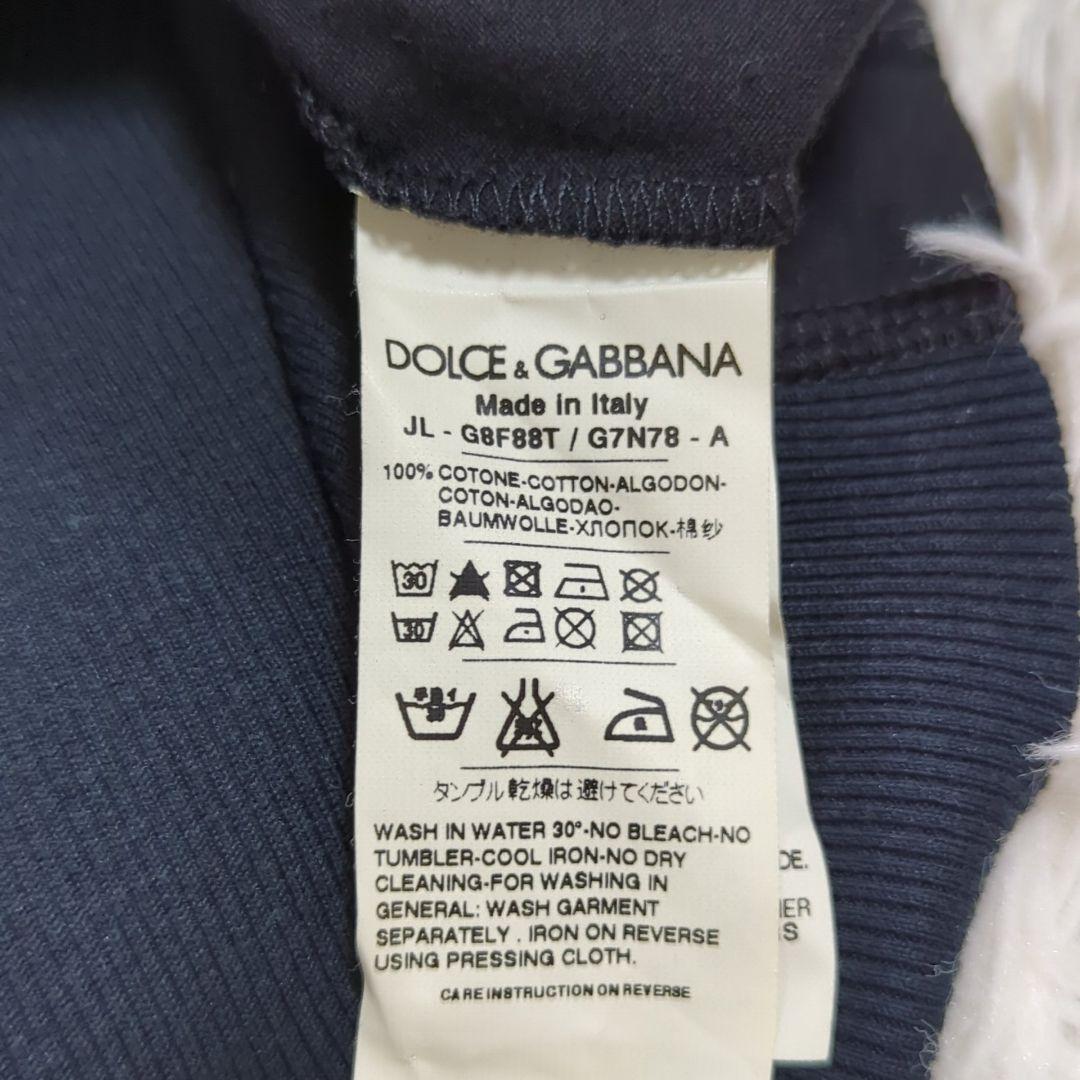 DOLCE & GABBANA
Made in Italy
JL - G8F88T / G7N78 - A
100% COTONE-COTTON-ALGODON-
COTON-ALGODAO-
BAUMWOLLE-ХЛОПОК-棉纱
30
30
タンブル乾燥は避けてください
WASH IN WATER 30°-NO BLEACH-NO
TUMBLER-COOL IRON-NO DRY
CLEANING-FOR WASHING IN
GENERAL: WASH GARMENT
SEPARATELY . IRON ON REVERSE
USING PRESSING CLOTH.
CARE INSTRUCTION ON REVERSE